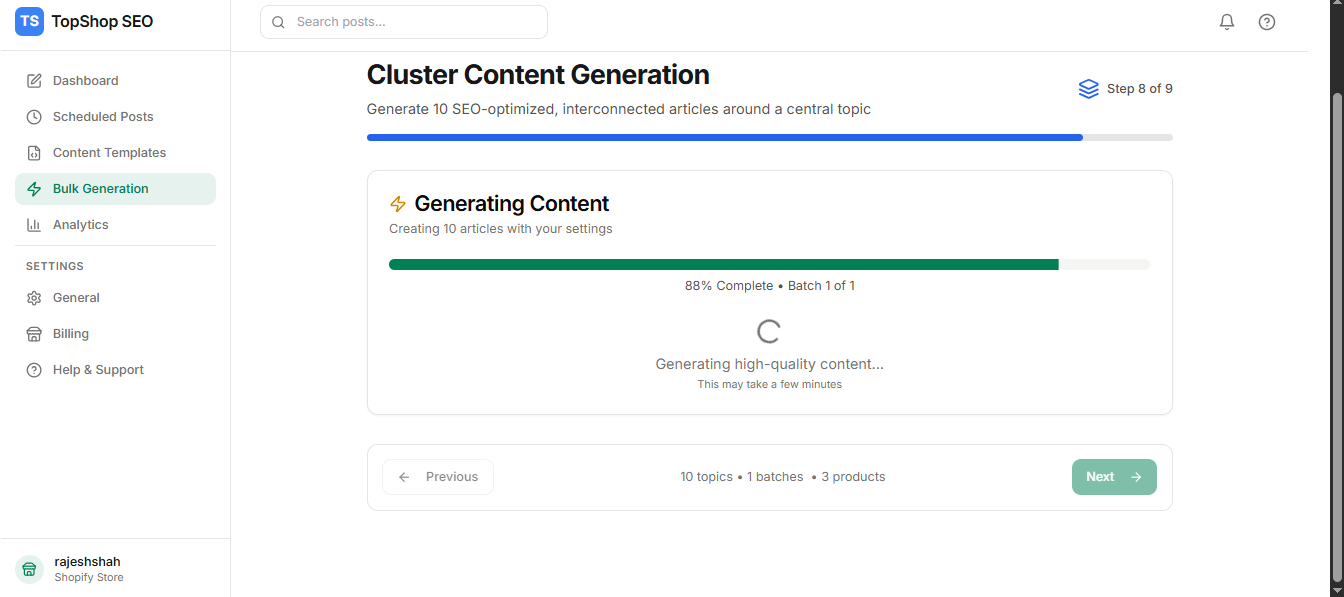 TS TopShop SEO
Search posts...
Dashboard
Scheduled Posts
Content Templates
Bulk Generation
Analytics
SETTINGS
General
Billing
Help & Support
rajeshshah
Shopify Store
Cluster Content Generation
Generate 10 SEO-optimized, interconnected articles around a central topic
Step 8 of 9
Generating Content
Creating 10 articles with your settings
88% Complete • Batch 1 of 1
Generating high-quality content...
This may take a few minutes
Previous
10 topics • 1 batches • 3 products
Next